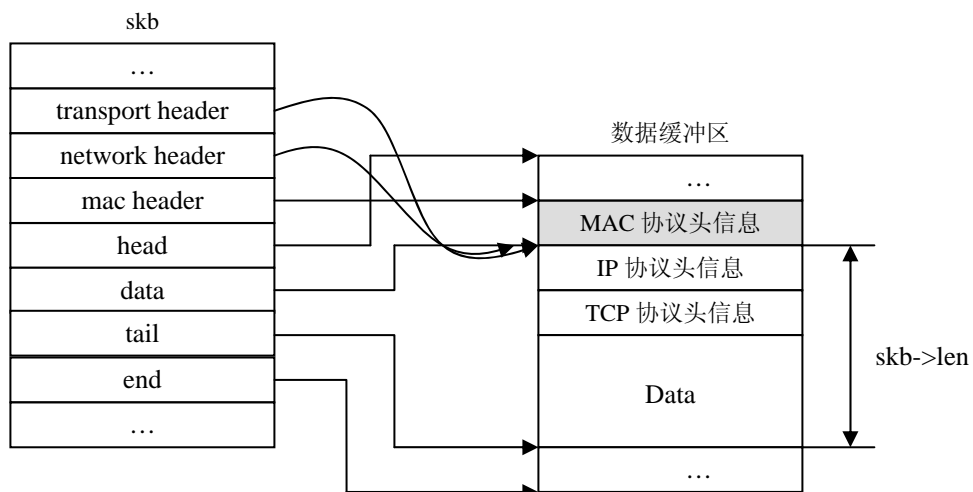 skb
…
transport header
network header
mac header
head
data
tail
end
…
数据缓冲区
…
MAC 协议头信息
IP 协议头信息
TCP 协议头信息
Data
…
skb->len